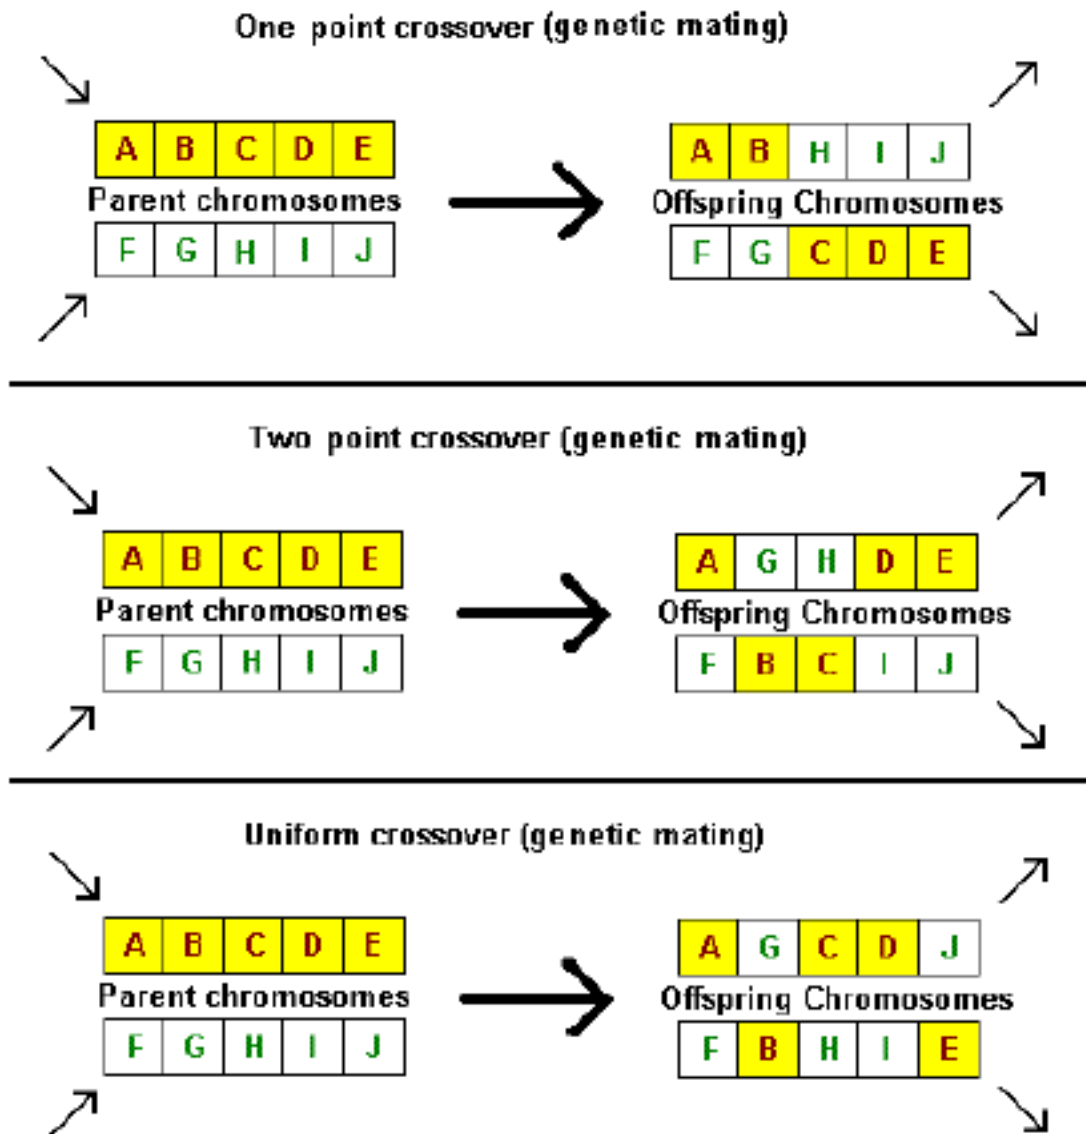 One point crossover (genetic mating)
A B C D E
Parent chromosomes
F G H I J
A B H I J
Offspring Chromosomes
F G C D E
Two point crossover (genetic mating)
A B C D E
Parent chromosomes
F G H I J
A G H D E
Offspring Chromosomes
F B C I J
Uniform crossover (genetic mating)
A B C D E
Parent chromosomes
F G H I J
A G C D J
Offspring Chromosomes
F B H I E